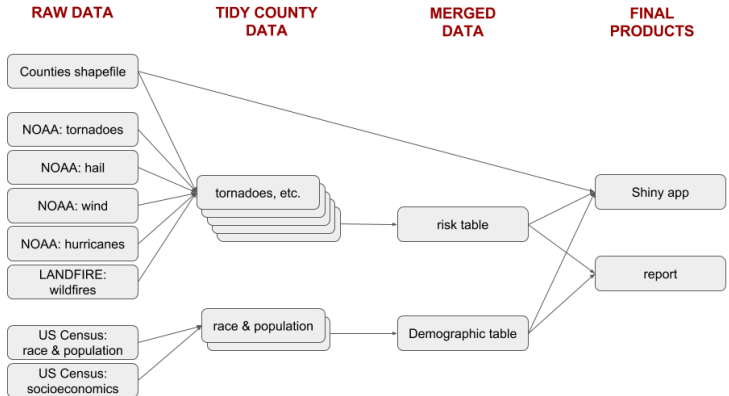 RAW DATA
TIDY COUNTY
DATA
MERGED
DATA
FINAL
PRODUCTS
Counties shapefile
NOAA: tornadoes
NOAA: hail
NOAA: wind
NOAA: hurricanes
LANDFIRE:
wildfires
US Census:
race & population
US Census:
socioeconomics
tornadoes, etc.
race & population
risk table
Demographic table
Shiny app
report